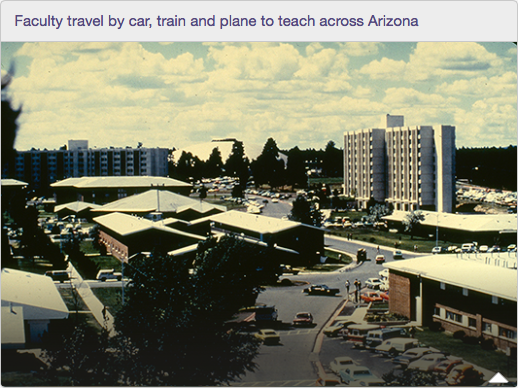 Faculty travel by car, train and plane to teach across Arizona